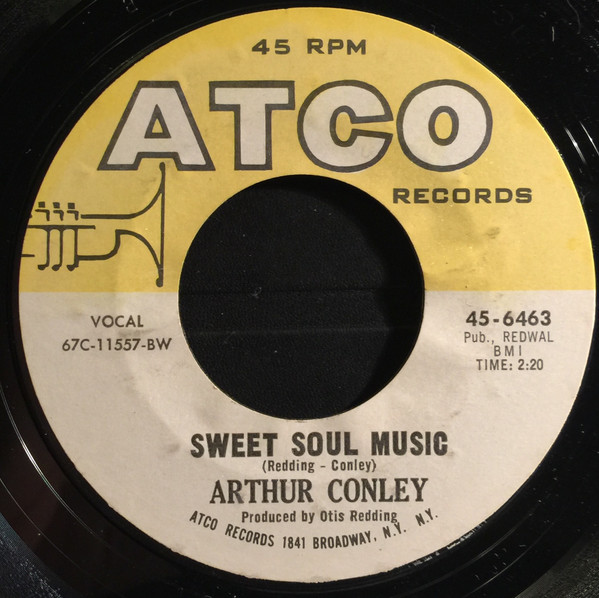 45 RPM
ATCO
RECORDS
VOCAL
67C-11557-BW
45-6463
Pub., REDWAL
BMI
TIME: 2:20
SWEET SOUL MUSIC
(Redding - Conley)
ARTHUR CONLEY
Produced by Otis Redding
ATCO RECORDS 1841 BROADWAY, N.Y. N.Y.